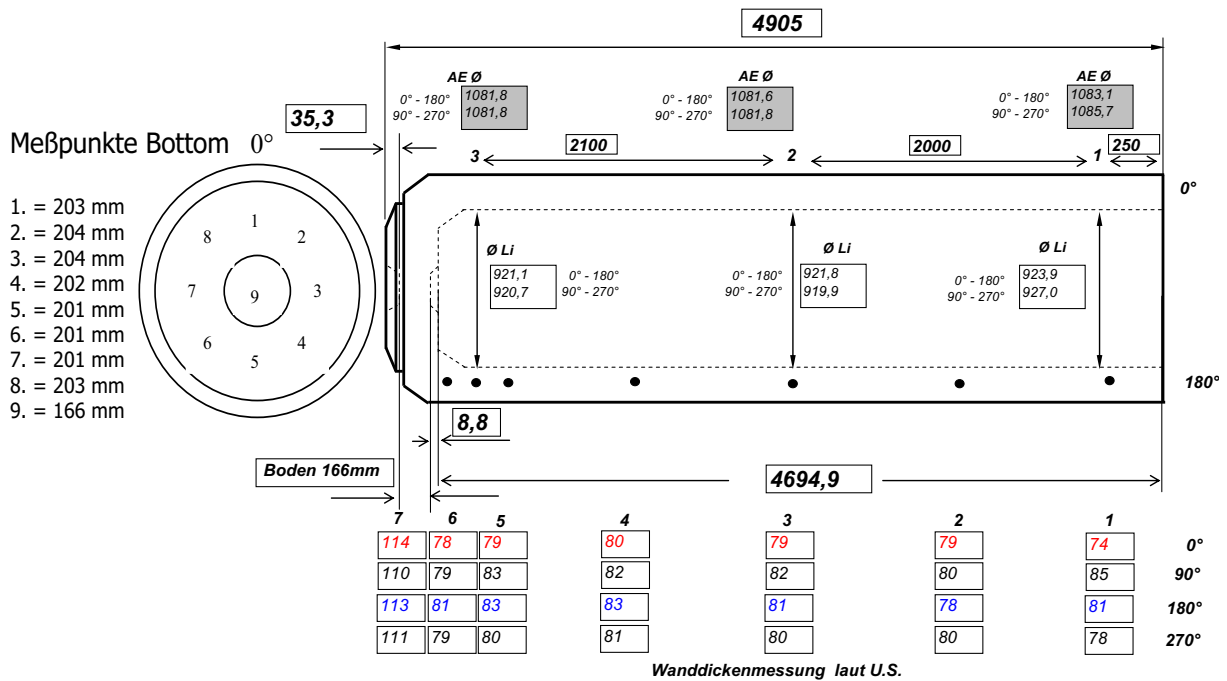 4905
AE Ø
0° - 180° 1081,8
90° - 270° 1081,8
AE Ø
0° - 180° 1081,6
90° - 270° 1081,8
AE Ø
0° - 180° 1083,1
90° - 270° 1085,7
35,3
Meßpunkte Bottom 0°
3 2100 2 2000 1 250
0°
1. = 203 mm
2. = 204 mm
3. = 204 mm
4. = 202 mm
5. = 201 mm
6. = 201 mm
7. = 201 mm
8. = 203 mm
9. = 166 mm
1
8 2
7 9 3
6 4
5
Ø Li
921,1 0° - 180°
920,7 90° - 270°
Ø Li
0° - 180° 921,8
90° - 270° 919,9
Ø Li
0° - 180° 923,9
90° - 270° 927,0
180°
8,8
Boden 166mm
4694,9
7 6 5 4 3 2 1
114 78 79 80 79 79 74 0°
110 79 83 82 82 80 85 90°
113 81 83 83 81 78 81 180°
111 79 80 81 80 80 78 270°
Wanddickenmessung laut U.S.